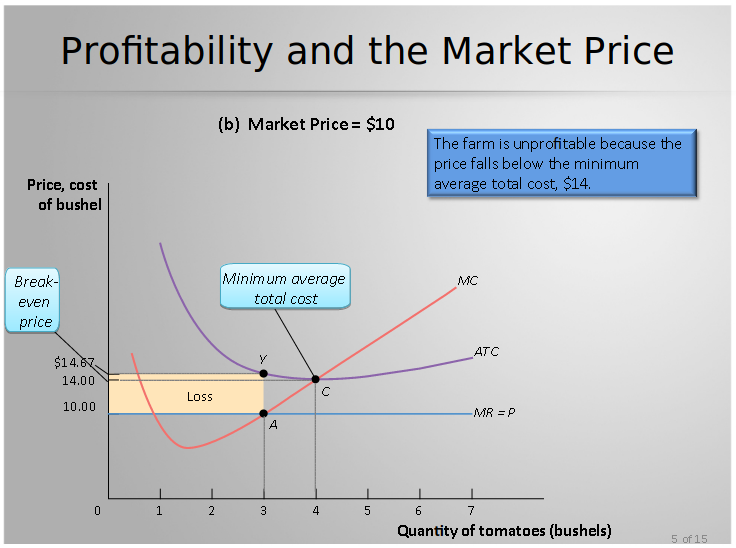 Profitability and the Market Price
(b) Market Price = $10
The farm is unprofitable because the
price falls below the minimum
average total cost, $14.
Price, cost
of bushel
Break-
even
price
Minimum average
total cost
MC
ATC
$14.67
14.00
10.00
Y
C
Loss
A
MR = P
0 1 2 3 4 5 6 7
Quantity of tomatoes (bushels)
5 of 15